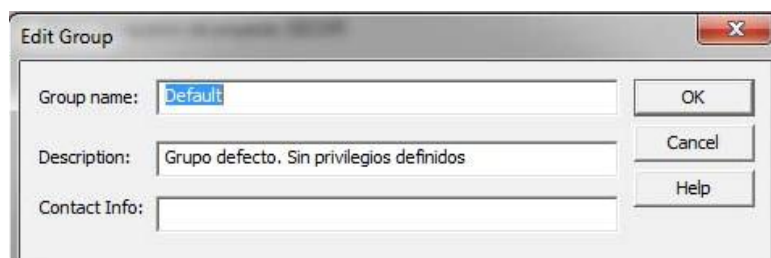 Edit Group
Group name: Default OK
Description: Grupo defecto. Sin privilegios definidos Cancel
Contact Info: Help